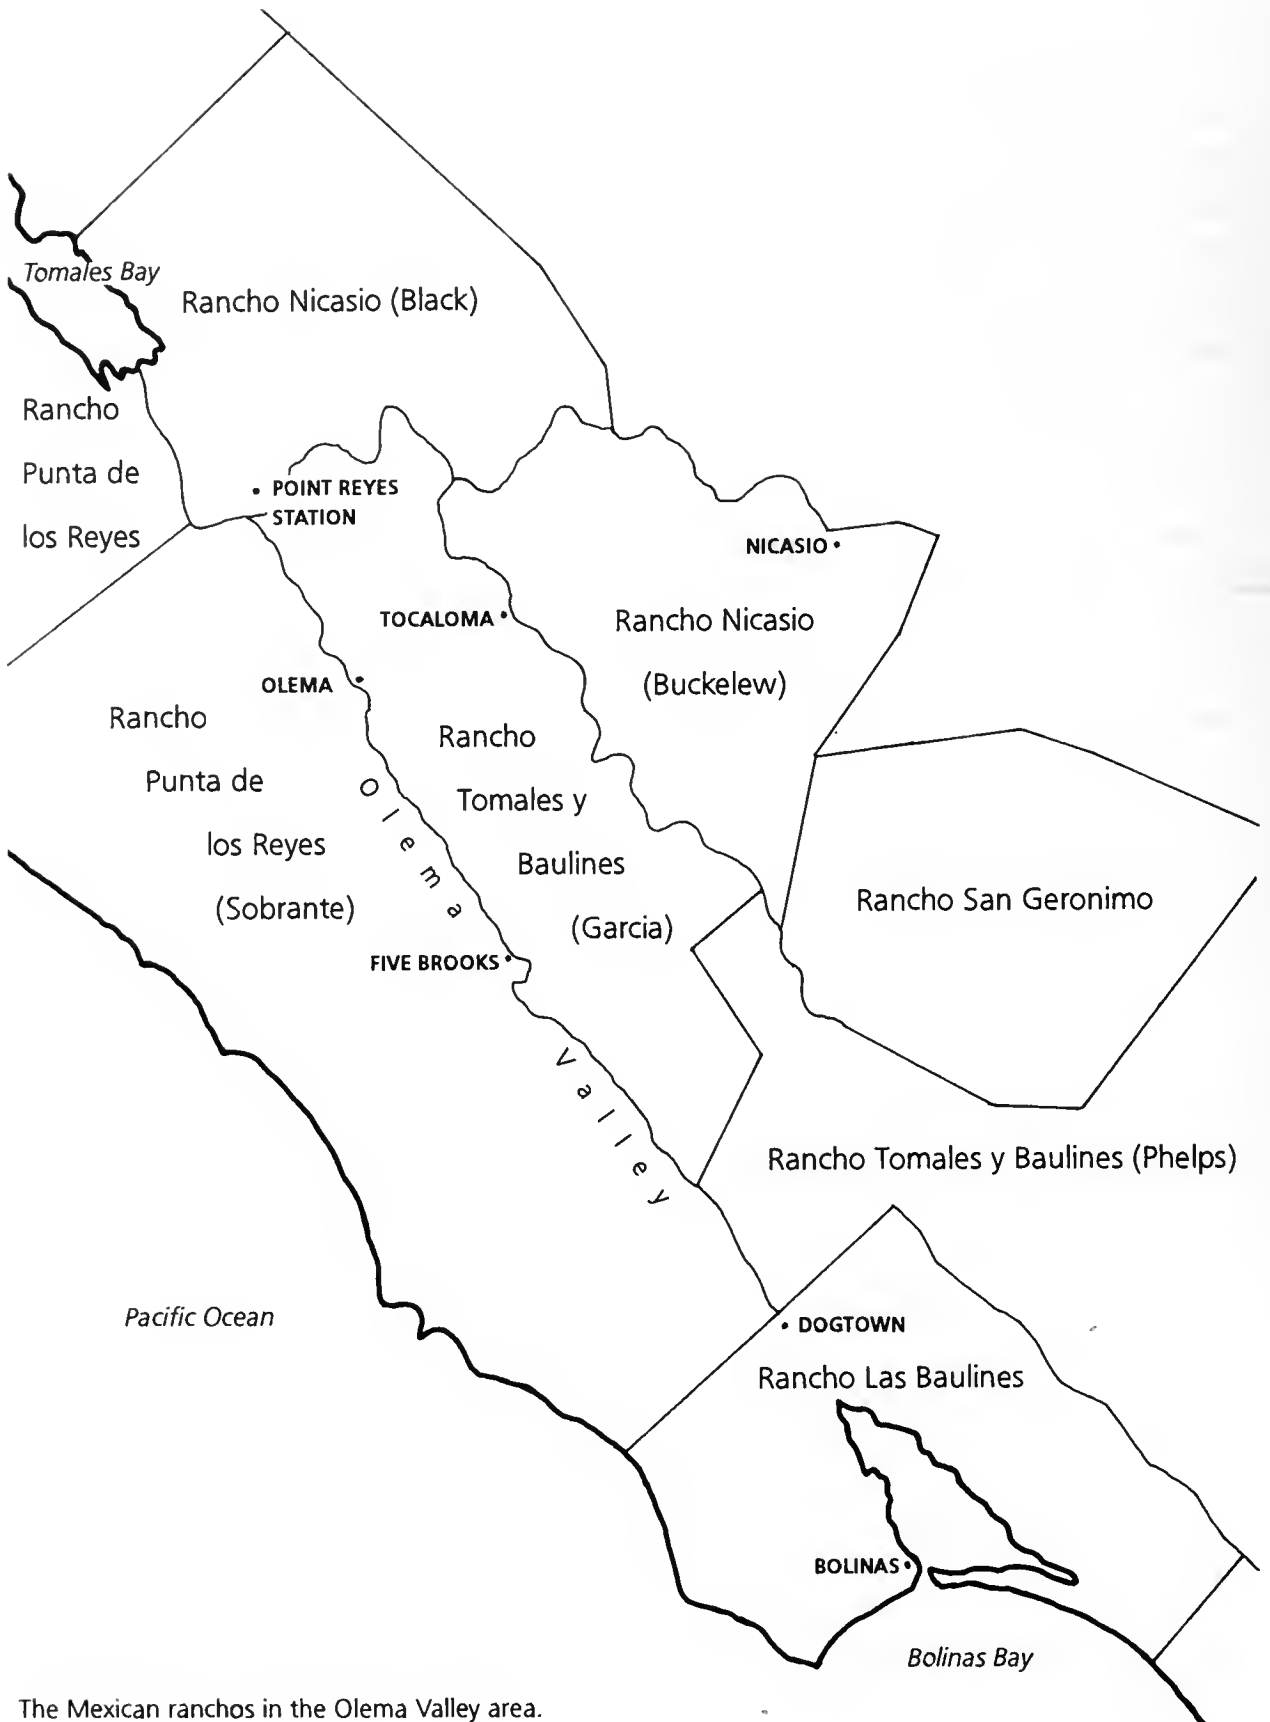 Tomales Bay
Rancho Nicasio (Black)
Rancho
Punta de
los Reyes
POINT REYES
STATION
NICASIO
TOCALOMA
Rancho Nicasio
(Buckelew)
OLEMA
Rancho
Punta de
los Reyes
(Sobrante)
Rancho
Tomales y
Baulines
(Garcia)
Olema
Valley
Rancho San Geronimo
FIVE BROOKS
Rancho Tomales y Baulines (Phelps)
Pacific Ocean
DOGTOWN
Rancho Las Baulines
BOLINAS
Bolinas Bay
The Mexican ranchos in the Olema Valley area.